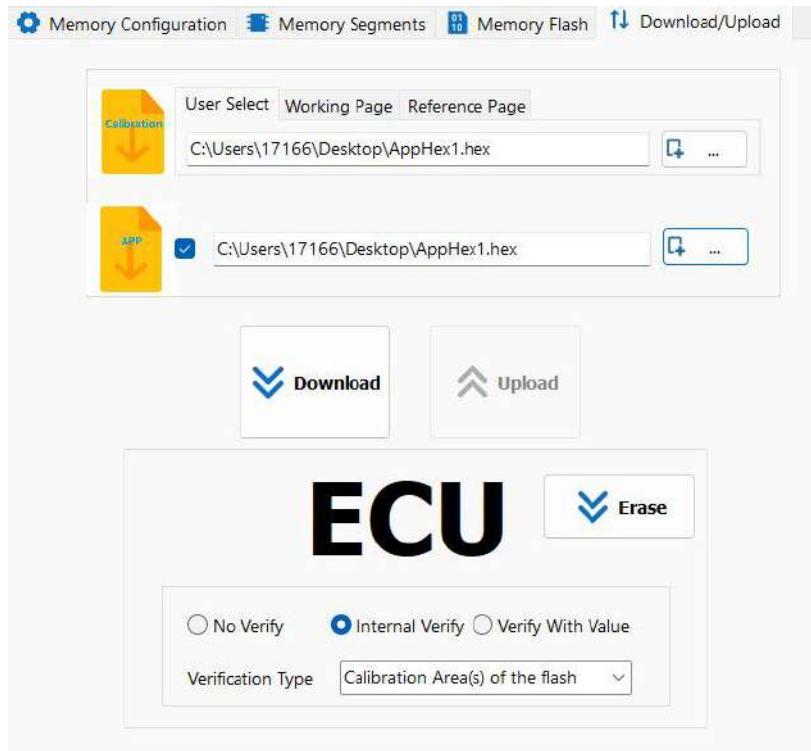 Memory Configuration Memory Segments 01 10 Memory Flash Download/Upload
User Select Working Page Reference Page
Calibration
C:\Users\17166\Desktop\AppHex1.hex ...
APP C:\Users\17166\Desktop\AppHex1.hex ...
Download Upload
ECU Erase
No Verify Internal Verify Verify With Value
Verification Type Calibration Area(s) of the flash